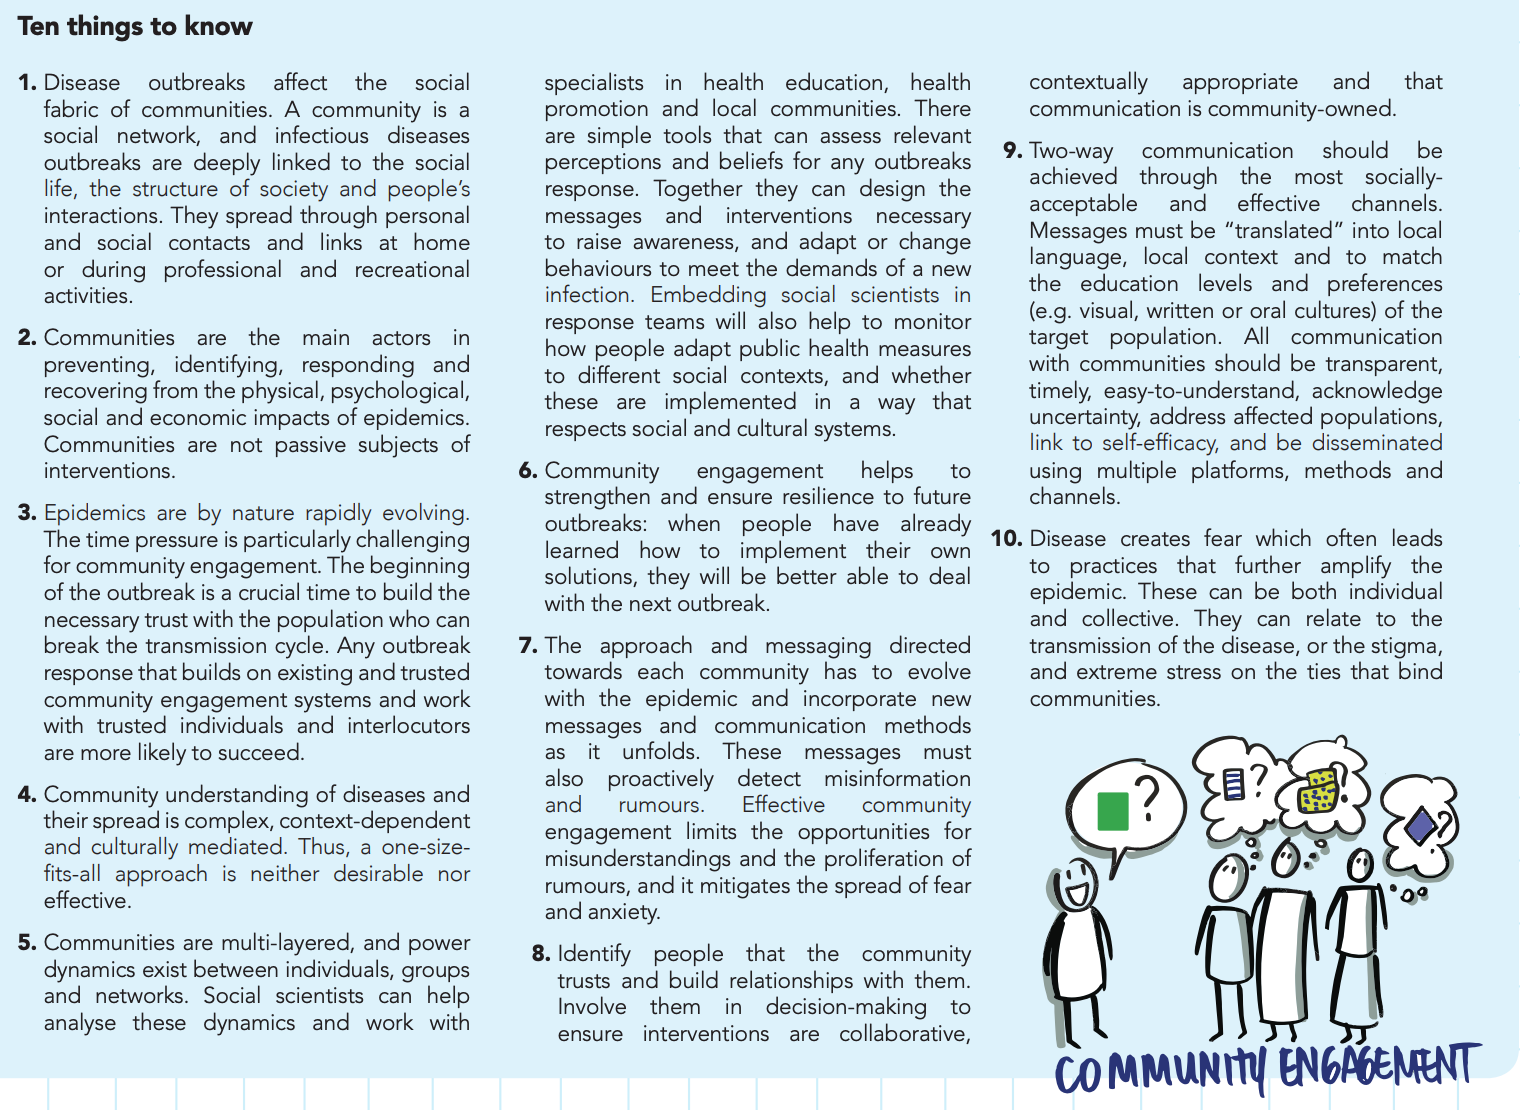 Ten things to know
1. Disease outbreaks affect the social
fabric of communities. A community is a
social network, and infectious diseases
outbreaks are deeply linked to the social
life, the structure of society and people’s
interactions. They spread through personal
and social contacts and links at home
or during professional and recreational
activities.
2. Communities are the main actors in
preventing, identifying, responding and
recovering from the physical, psychological,
social and economic impacts of epidemics.
Communities are not passive subjects of
interventions.
3. Epidemics are by nature rapidly evolving.
The time pressure is particularly challenging
for community engagement. The beginning
of the outbreak is a crucial time to build the
necessary trust with the population who can
break the transmission cycle. Any outbreak
response that builds on existing and trusted
community engagement systems and work
with trusted individuals and interlocutors
are more likely to succeed.
4. Community understanding of diseases and
their spread is complex, context-dependent
and culturally mediated. Thus, a one-size-
fits-all approach is neither desirable nor
effective.
5. Communities are multi-layered, and power
dynamics exist between individuals, groups
and networks. Social scientists can help
analyse these dynamics and work with
specialists in health education, health
promotion and local communities. There
are simple tools that can assess relevant
perceptions and beliefs for any outbreaks
response. Together they can design the
messages and interventions necessary
to raise awareness, and adapt or change
behaviours to meet the demands of a new
infection. Embedding social scientists in
response teams will also help to monitor
how people adapt public health measures
to different social contexts, and whether
these are implemented in a way that
respects social and cultural systems.
6. Community engagement helps to
strengthen and ensure resilience to future
outbreaks: when people have already
learned how to implement their own
solutions, they will be better able to deal
with the next outbreak.
7. The approach and messaging directed
towards each community has to evolve
with the epidemic and incorporate new
messages and communication methods
as it unfolds. These messages must
also proactively detect misinformation
and rumours. Effective community
engagement limits the opportunities for
misunderstandings and the proliferation of
rumours, and it mitigates the spread of fear
and anxiety.
8. Identify people that the community
trusts and build relationships with them.
Involve them in decision-making to
ensure interventions are collaborative,
contextually appropriate and that
communication is community-owned.
9. Two-way communication should be
achieved through the most socially-
acceptable and effective channels.
Messages must be “translated” into local
language, local context and to match
the education levels and preferences
(e.g. visual, written or oral cultures) of the
target population. All communication
with communities should be transparent,
timely, easy-to-understand, acknowledge
uncertainty, address affected populations,
link to self-efficacy, and be disseminated
using multiple platforms, methods and
channels.
10. Disease creates fear which often leads
to practices that further amplify the
epidemic. These can be both individual
and collective. They can relate to the
transmission of the disease, or the stigma,
and extreme stress on the ties that bind
communities.
?
?
?
?
COMMUNITY ENGAGEMENT